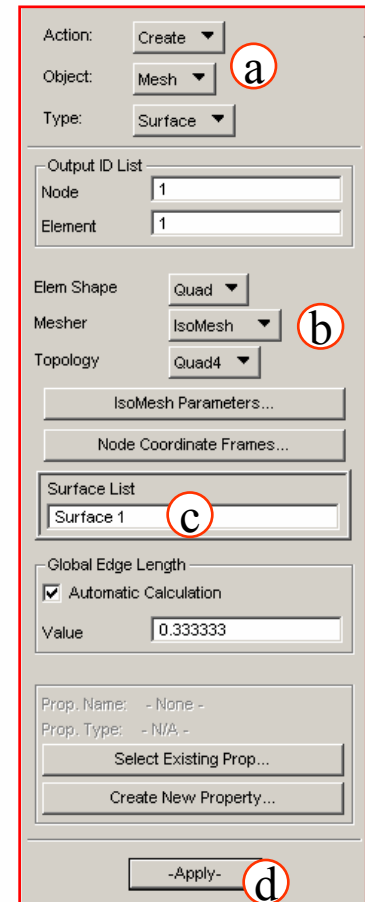 Action: Create
a
Object: Mesh
Type: Surface
Output ID List
Node 1
Element 1
Elem Shape Quad
Mesher IsoMesh
b
Topology Quad4
IsoMesh Parameters...
Node Coordinate Frames...
Surface List
Surface 1
c
Global Edge Length
Automatic Calculation
Value 0.333333
Prop. Name: - None -
Prop. Type: - N/A -
Select Existing Prop...
Create New Property...
-Apply-
d